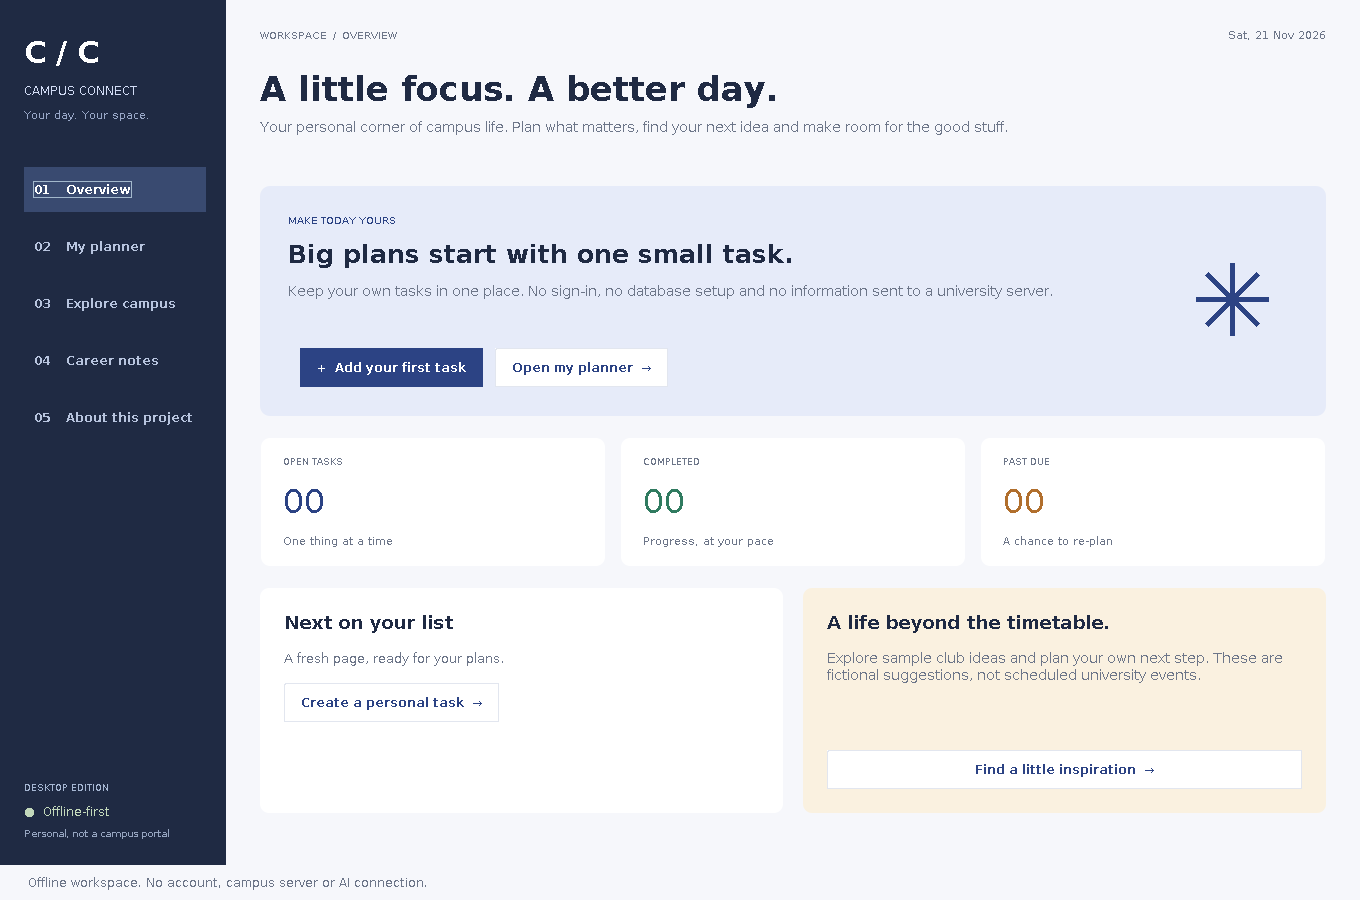 C / C
CAMPUS CONNECT
Your day. Your space.
01 Overview
02 My planner
03 Explore campus
04 Career notes
05 About this project
DESKTOP EDITION
Offline-first
Personal, not a campus portal
WORKSPACE / OVERVIEW
Sat, 21 Nov 2026
A little focus. A better day.
Your personal corner of campus life. Plan what matters, find your next idea and make room for the good stuff.
MAKE TODAY YOURS
Big plans start with one small task.
Keep your own tasks in one place. No sign-in, no database setup and no information sent to a university server.
+ Add your first task
Open my planner →
OPEN TASKS
00
One thing at a time
COMPLETED
00
Progress, at your pace
PAST DUE
00
A chance to re-plan
Next on your list
A fresh page, ready for your plans.
Create a personal task →
A life beyond the timetable.
Explore sample club ideas and plan your own next step. These are
fictional suggestions, not scheduled university events.
Find a little inspiration →
Offline workspace. No account, campus server or AI connection.